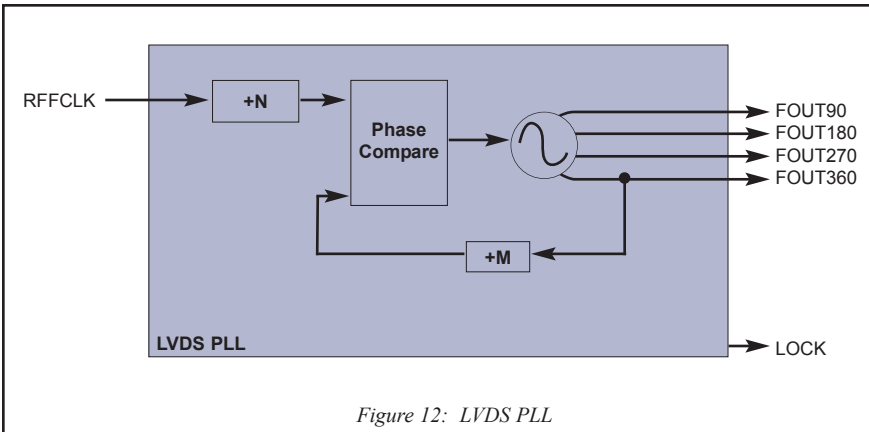 RFFCLK
+N
Phase
Compare
FOUT90
FOUT180
FOUT270
FOUT360
+M
LVDS PLL
LOCK
Figure 12: LVDS PLL